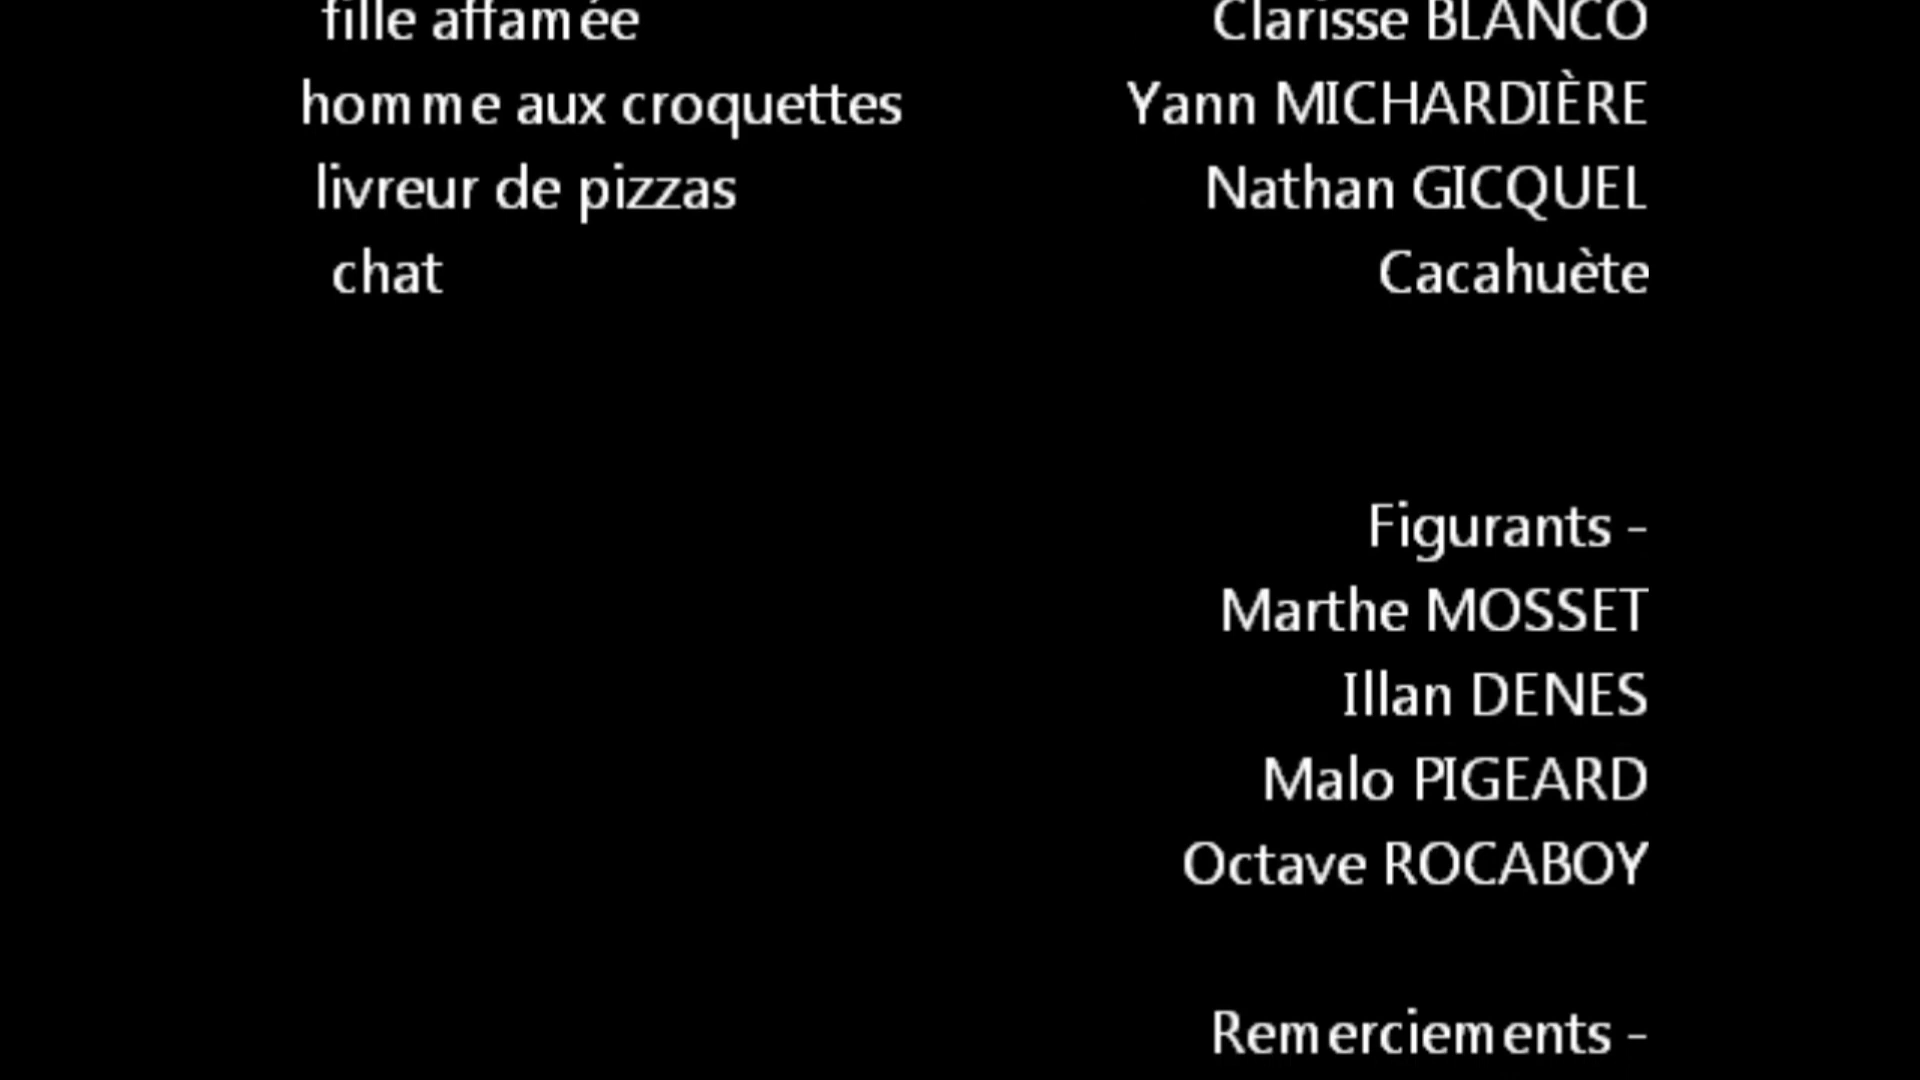 fille affamée Clarisse BLANCO
homme aux croquettes Yann MICHARDIÈRE
livreur de pizzas Nathan GICQUEL
chat Cacahuète
Figurants -
Marthe MOSSET
Illan DENES
Malo PIGEARD
Octave ROCABOY
Remerciements -